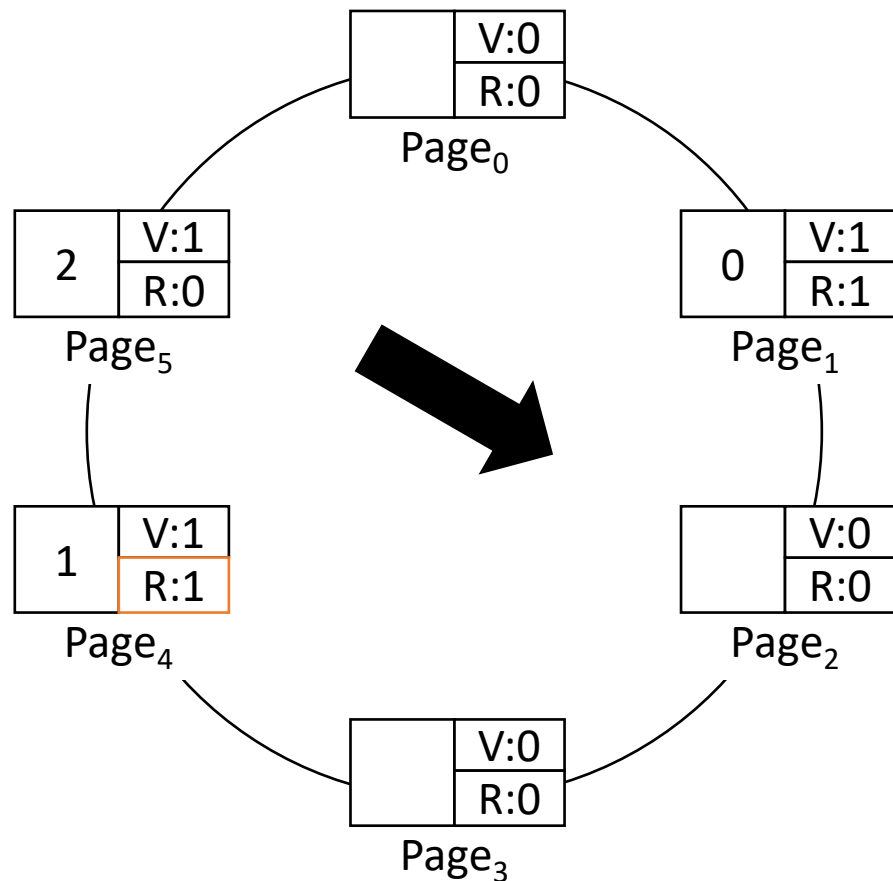 V:0
R:0
Page₀
2
V:1
R:0
Page₅
0
V:1
R:1
Page₁
1
V:1
R:1
Page₄
V:0
R:0
Page₂
V:0
R:0
Page₃